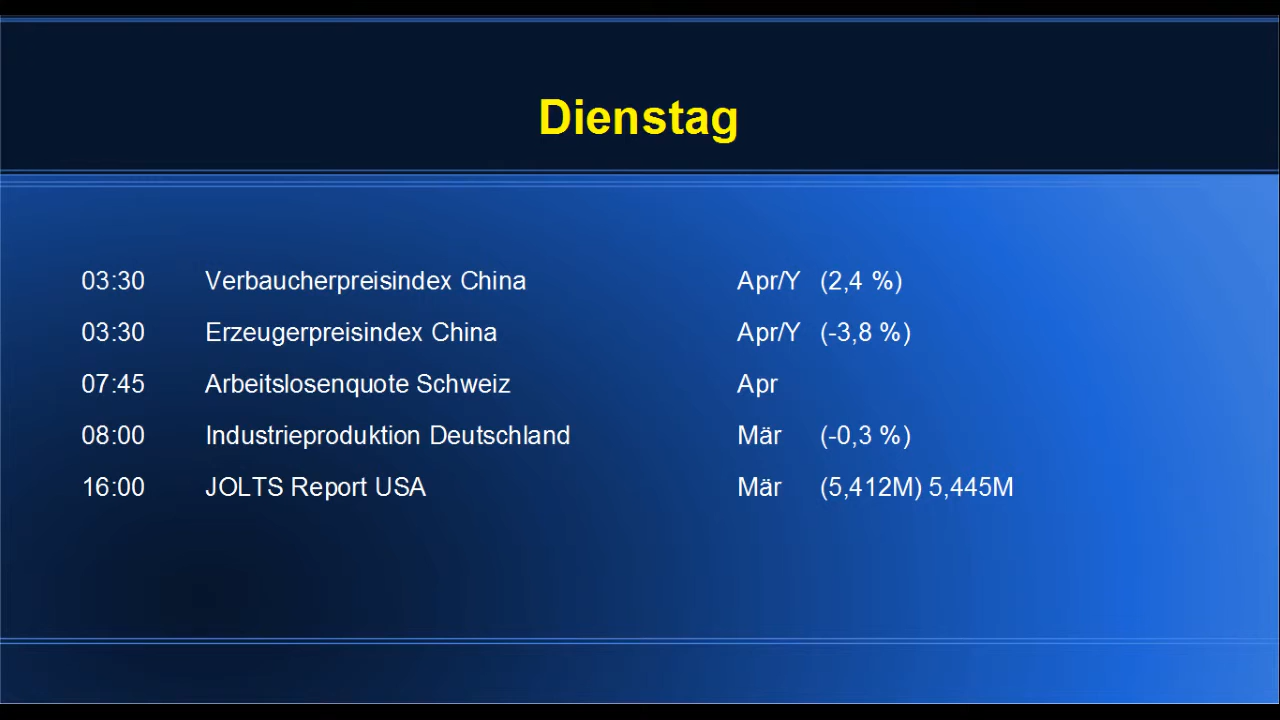 Dienstag
03:30 Verbaucherpreisindex China Apr/Y (2,4 %)
03:30 Erzeugerpreisindex China Apr/Y (-3,8 %)
07:45 Arbeitslosenquote Schweiz Apr
08:00 Industrieproduktion Deutschland Mär (-0,3 %)
16:00 JOLTS Report USA Mär (5,412M) 5,445M